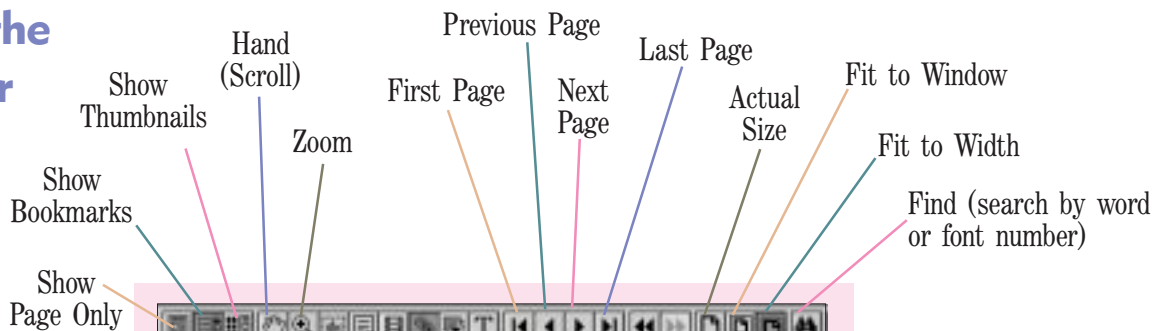 the
r
Previous Page
Hand
(Scroll)
Last Page
Show
Thumbnails
First Page
Next
Page
Actual
Size
Fit to Window
Zoom
Fit to Width
Show
Bookmarks
Find (search by word
or font number)
Show
Page Only